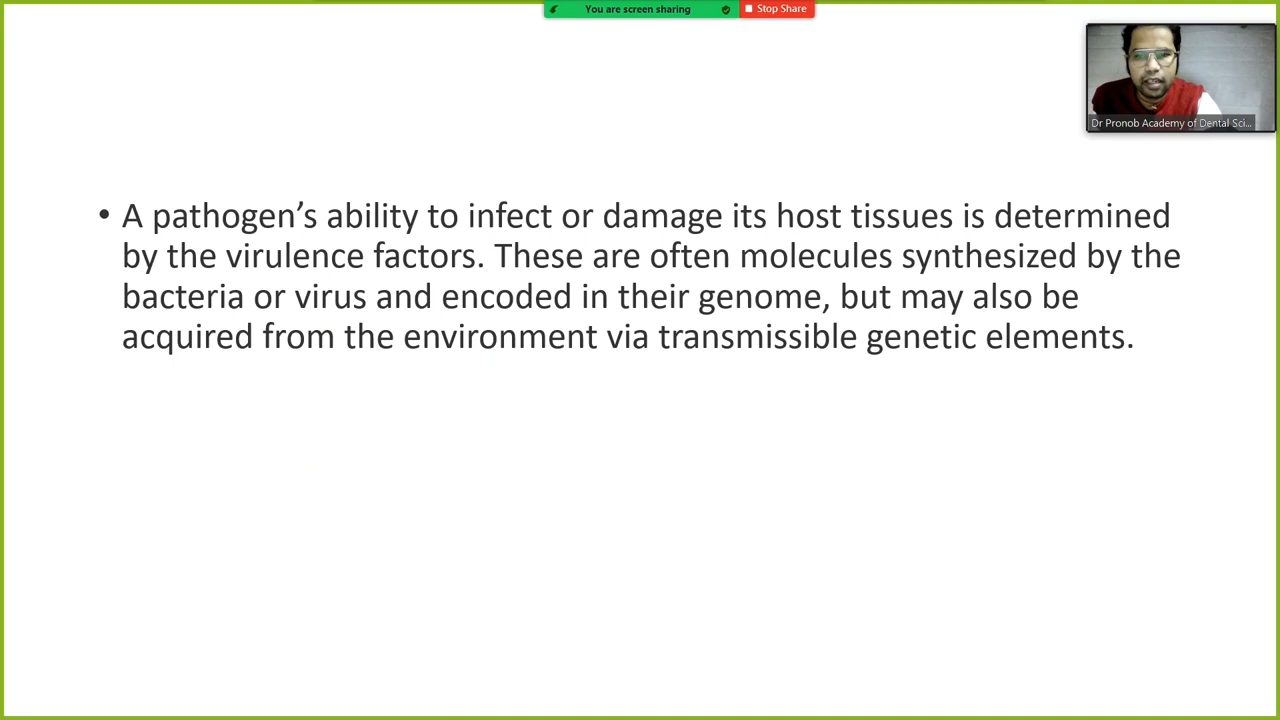 You are screen sharing
Stop Share
Dr Pronob Academy of Dental Sci...
• A pathogen’s ability to infect or damage its host tissues is determined
by the virulence factors. These are often molecules synthesized by the
bacteria or virus and encoded in their genome, but may also be
acquired from the environment via transmissible genetic elements.